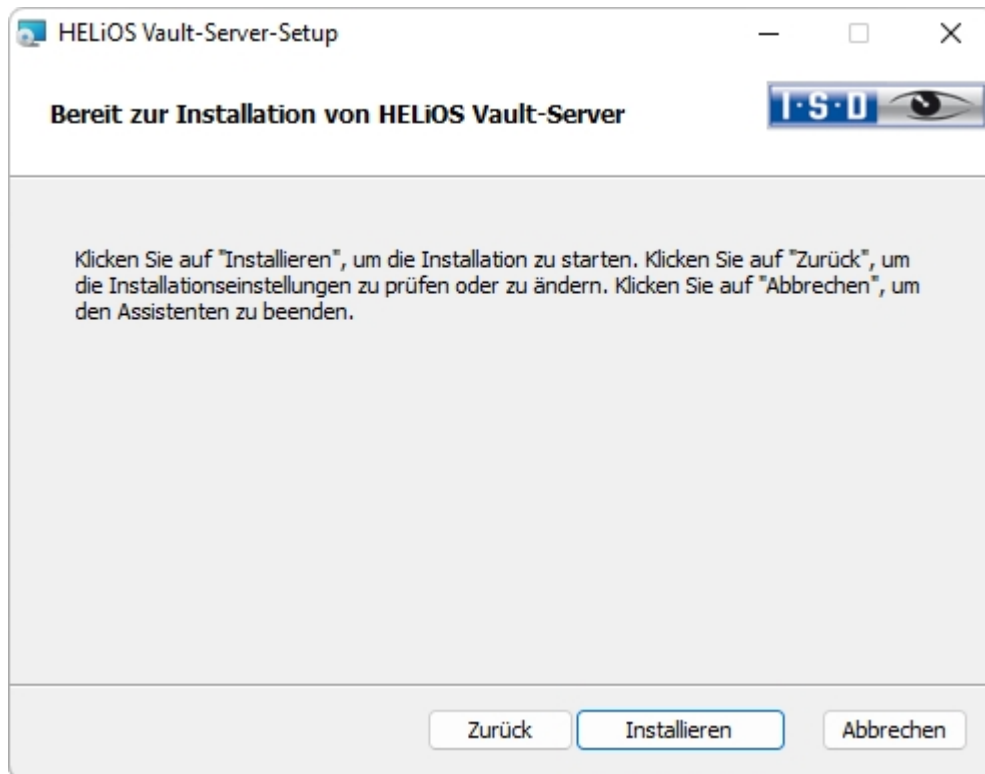 HELiOS Vault-Server-Setup
Bereit zur Installation von HELiOS Vault-Server
I·S·D
Klicken Sie auf "Installieren", um die Installation zu starten. Klicken Sie auf "Zurück", um
die Installationseinstellungen zu prüfen oder zu ändern. Klicken Sie auf "Abbrechen", um
den Assistenten zu beenden.
Zurück
Installieren
Abbrechen